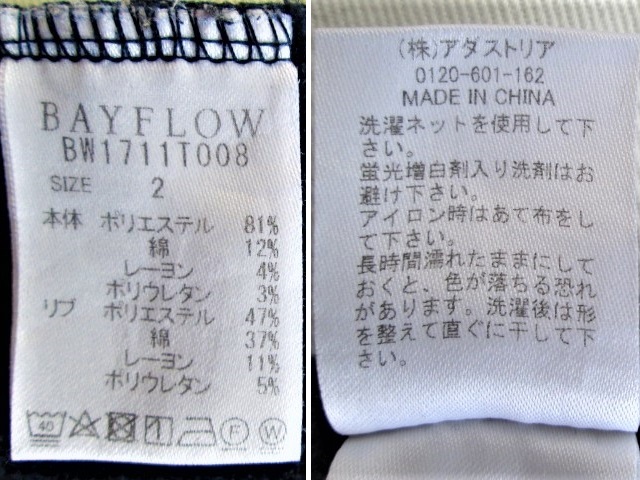 BAYFLOW
BW1711T008
SIZE 2
本体 ポリエステル 81%
綿 12%
レーヨン 4%
ポリウレタン 3%
リブ ポリエステル 47%
綿 37%
レーヨン 11%
ポリウレタン 5%
40 F W
(株)アダストリア
0120-601-162
MADE IN CHINA
洗濯ネットを使用して下
さい。
蛍光増白剤入り洗剤はお
避け下さい。
アイロン時はあて布をし
て下さい。
長時間濡れたままにして
おくと、色が落ちる恐れ
があります。洗濯後は形
を整えて直ぐに干して下
さい。